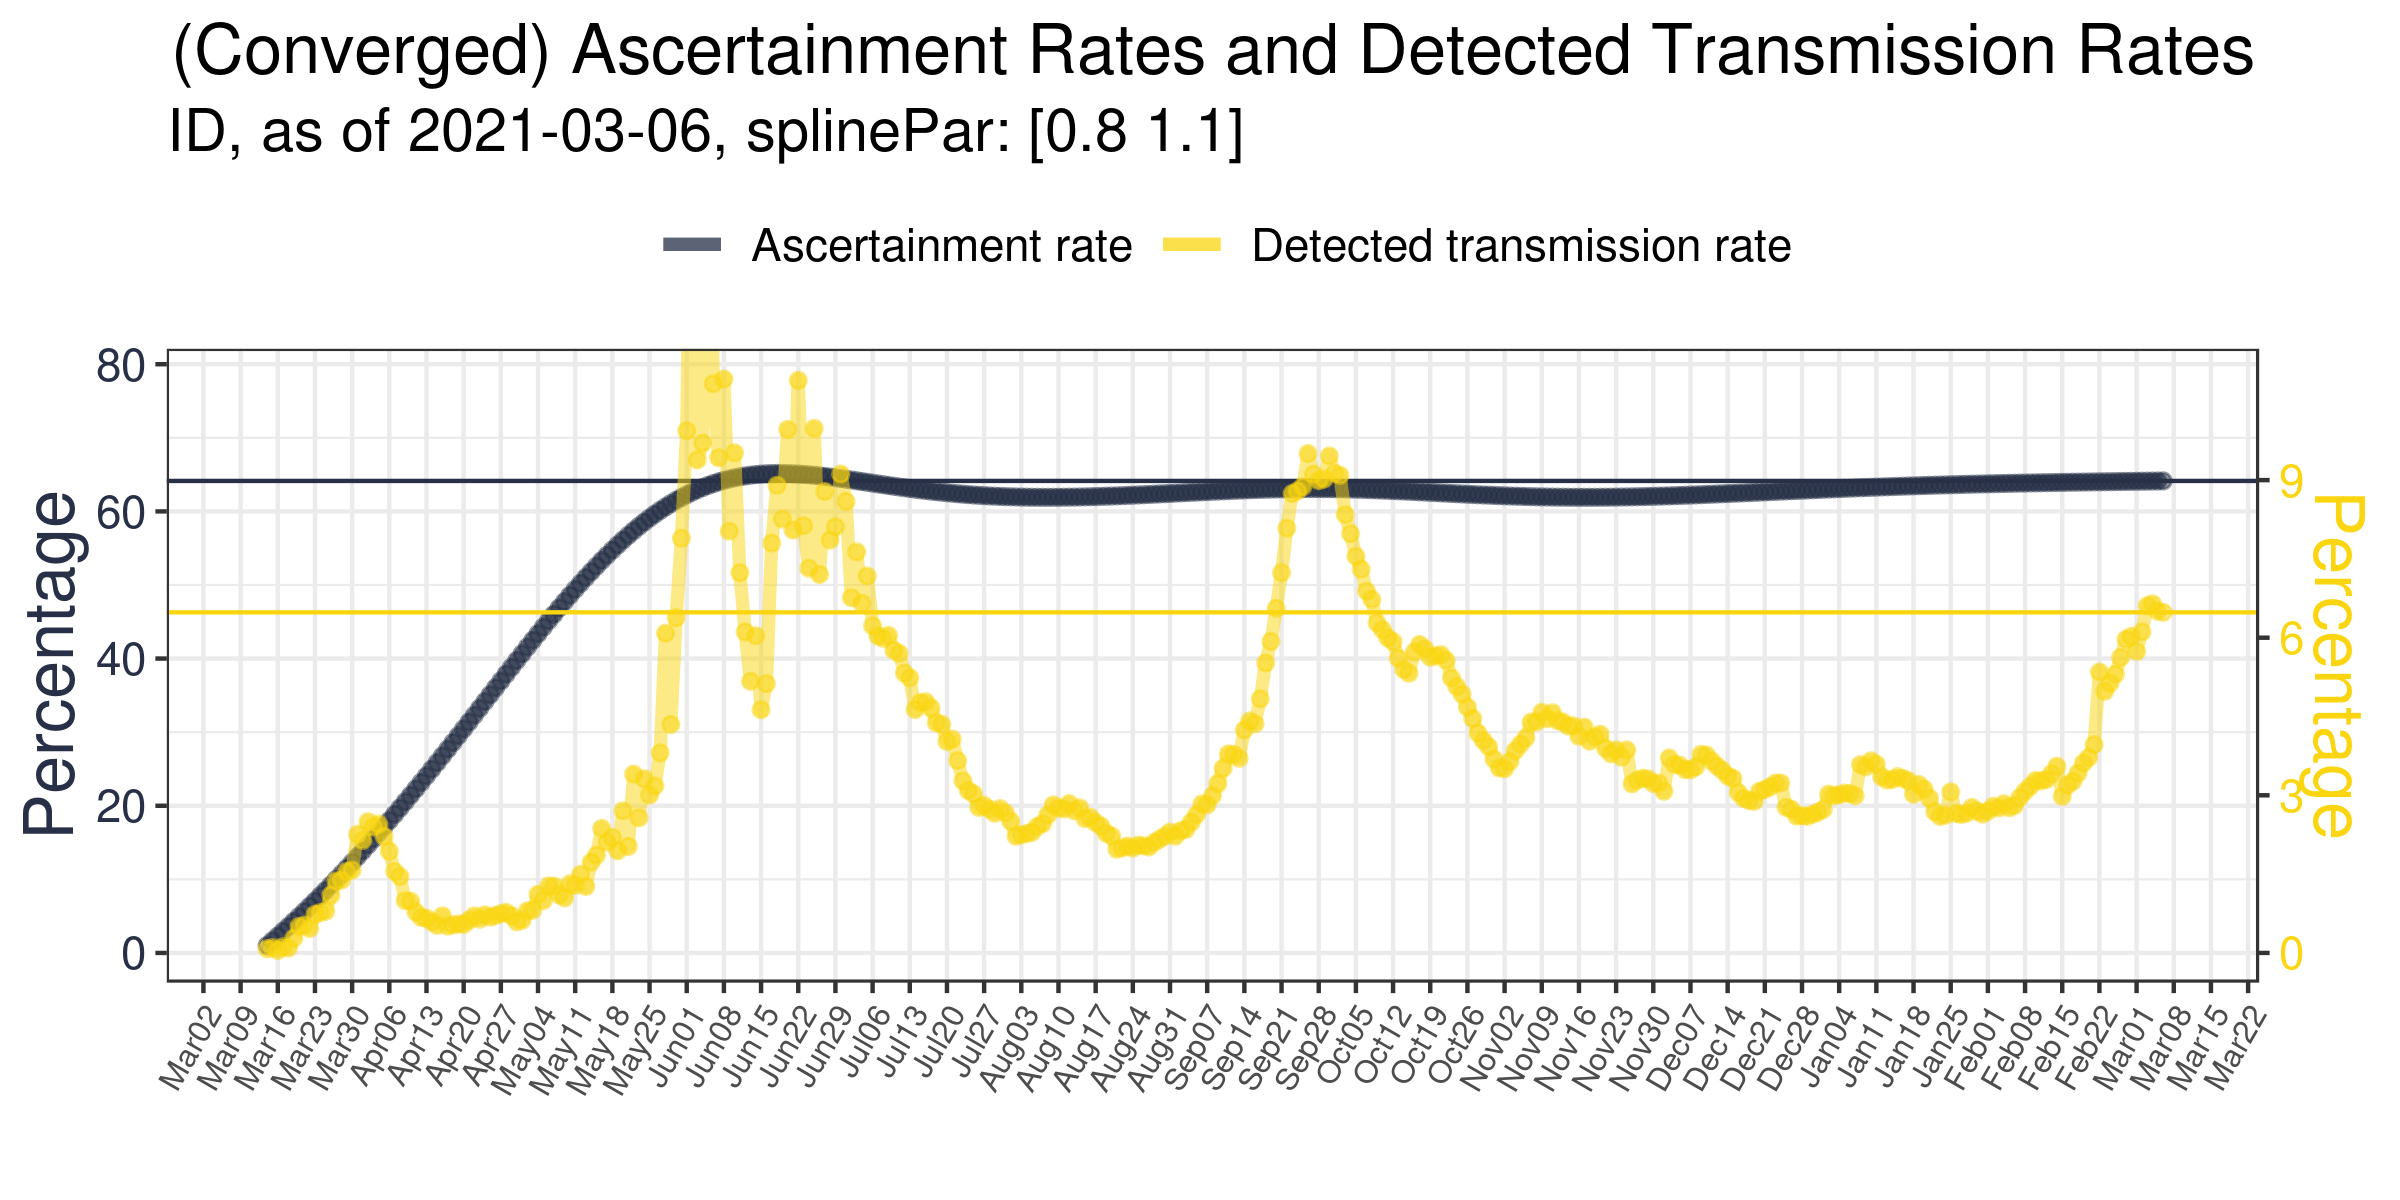 (Converged) Ascertainment Rates and Detected Transmission Rates
ID, as of 2021-03-06, splinePar: [0.8 1.1]
Ascertainment rate Detected transmission rate
Percentage
80
60
40
20
0
9
6
3
0
Percentage
Mar02 Mar09 Mar16 Mar23 Mar30 Apr06 Apr13 Apr20 Apr27 May04 May11 May18 May25 Jun01 Jun08 Jun15 Jun22 Jun29 Jul06 Jul13 Jul20 Jul27 Aug03 Aug10 Aug17 Aug24 Aug31 Sep07 Sep14 Sep21 Sep28 Oct05 Oct12 Oct19 Oct26 Nov02 Nov09 Nov16 Nov23 Nov30 Dec07 Dec14 Dec21 Dec28 Jan04 Jan11 Jan18 Jan25 Feb01 Feb08 Feb15 Feb22 Mar01 Mar08 Mar15 Mar22